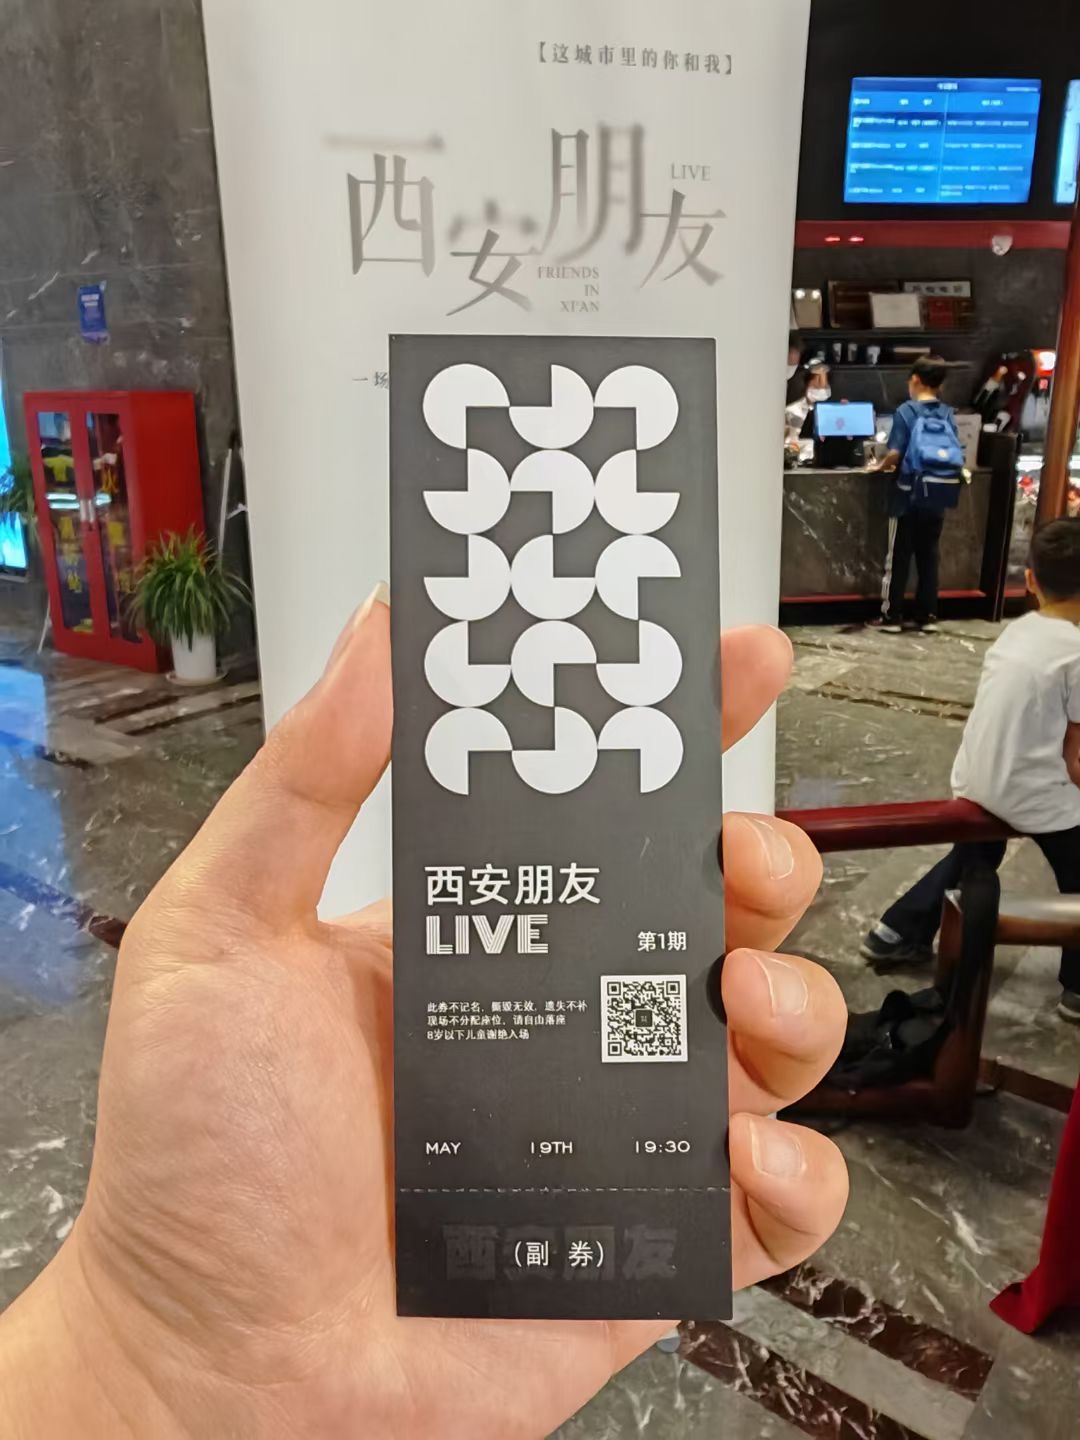 【这城市里的你和我】
西安朋友
LIVE
FRIENDS
IN
XI'AN
一场
西安朋友
LIVE
第1期
此券不记名，撕毁无效，遗失不补
现场不分配座位，请自由落座
8岁以下儿童谢绝入场
MAY 19TH 19:30
西安朋友
(副 券)